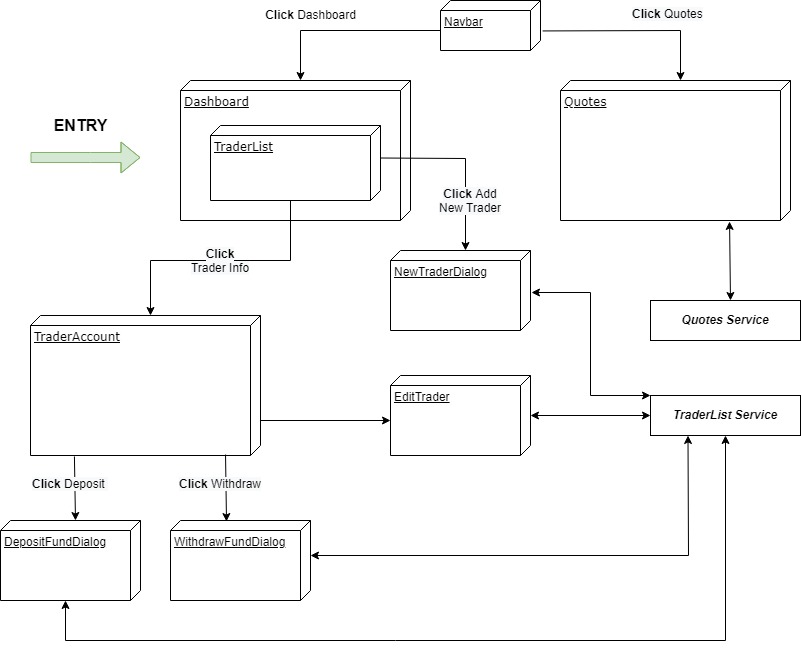 Click Dashboard
Navbar
Click Quotes
Dashboard
Quotes
ENTRY
TraderList
Click Add
New Trader
Click
Trader Info
NewTraderDialog
Quotes Service
TraderAccount
EditTrader
TraderList Service
Click Deposit
Click Withdraw
DepositFundDialog
WithdrawFundDialog